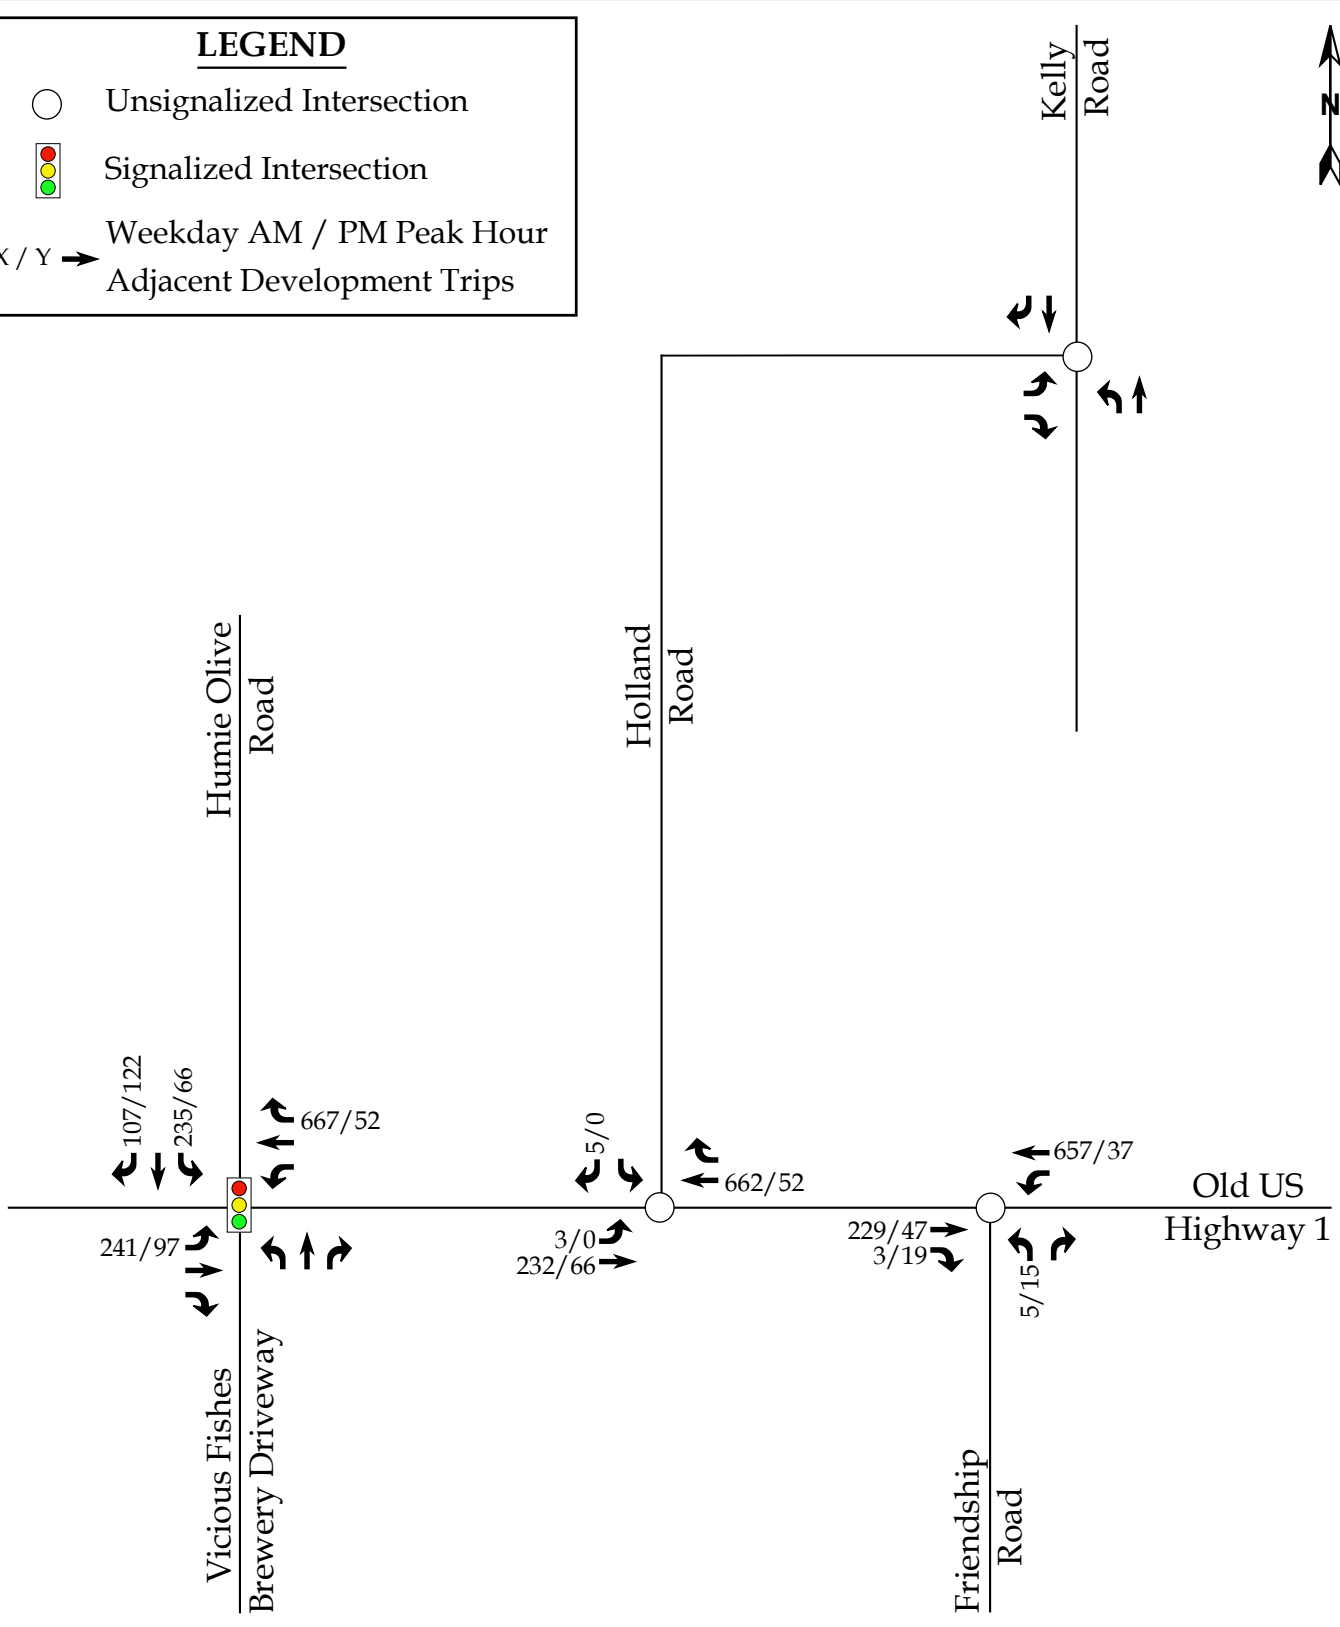 LEGEND
Unsignalized Intersection
Signalized Intersection
X / Y
Weekday AM / PM Peak Hour
Adjacent Development Trips
Kelly
Road
N
Humie Olive
Road
Holland
Road
107/122
235/66
667/52
241/97
5/0
662/52
3/0
232/66
657/37
229/47
3/19
5/15
Old US
Highway 1
Vicious Fishes
Brewery Driveway
Friendship
Road